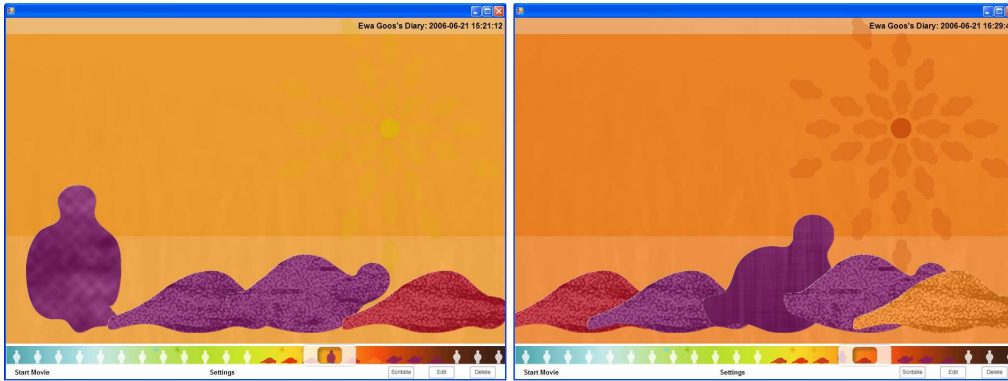 Ewa Goos's Diary: 2006-06-21 15:21:12
Start Movie Settings Scribble Edit Delete
Ewa Goos's Diary: 2006-06-21 16:29:4
Start Movie Settings Scribble Edit Delete